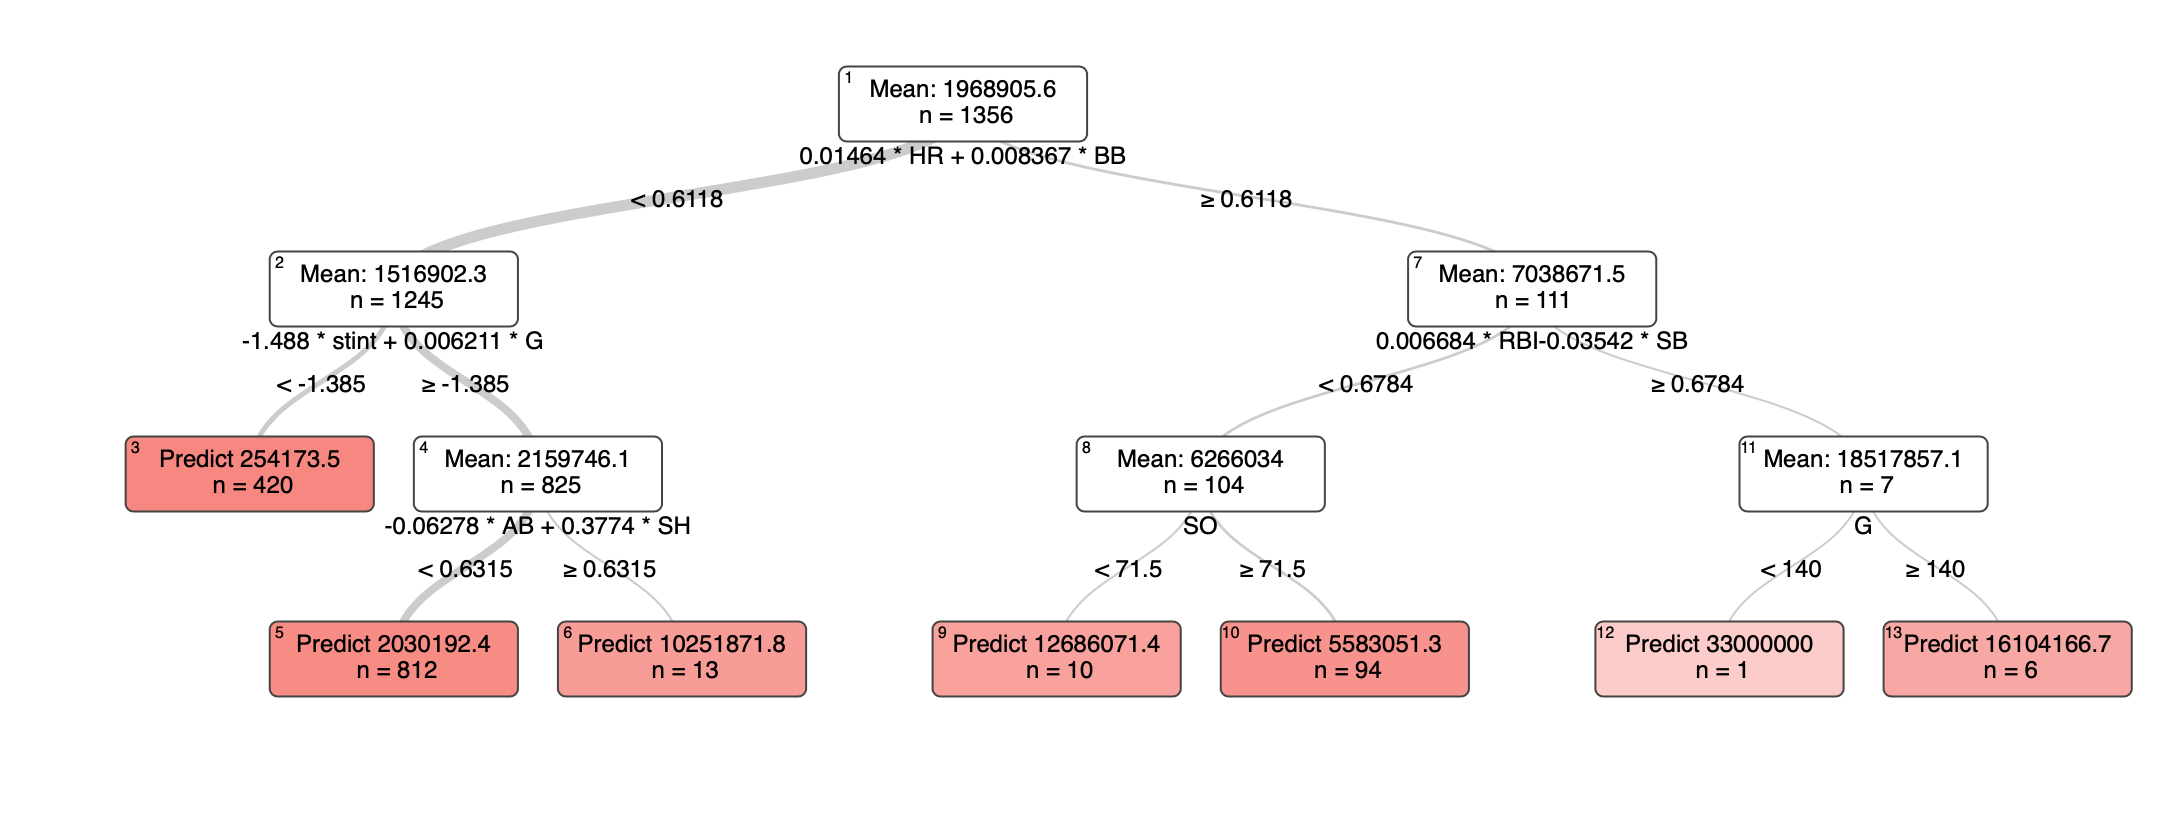 1
Mean: 1968905.6
n = 1356
0.01464 * HR + 0.008367 * BB
< 0.6118
≥ 0.6118
2
Mean: 1516902.3
n = 1245
-1.488 * stint + 0.006211 * G
7
Mean: 7038671.5
n = 111
0.006684 * RBI-0.03542 * SB
< -1.385
≥ -1.385
< 0.6784
≥ 0.6784
3
Predict 254173.5
n = 420
4
Mean: 2159746.1
n = 825
-0.06278 * AB + 0.3774 * SH
8
Mean: 6266034
n = 104
SO
11
Mean: 18517857.1
n = 7
G
< 0.6315
≥ 0.6315
< 71.5
≥ 71.5
< 140
≥ 140
5
Predict 2030192.4
n = 812
6
Predict 10251871.8
n = 13
9
Predict 12686071.4
n = 10
10
Predict 5583051.3
n = 94
12
Predict 33000000
n = 1
13
Predict 16104166.7
n = 6